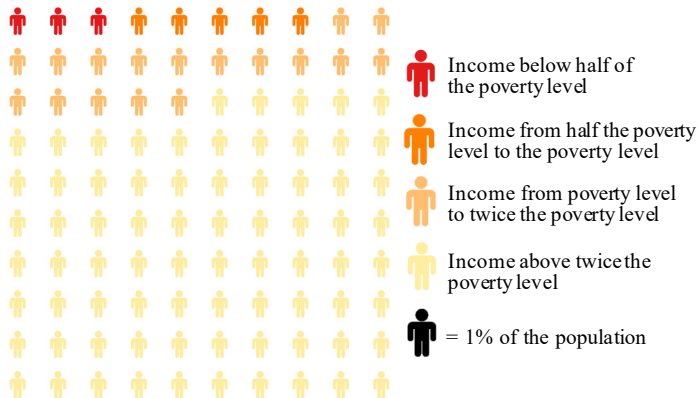 Income below half of
the poverty level
Income from half the poverty
level to the poverty level
Income from poverty level
to twice the poverty level
Income above twice the
poverty level
= 1% of the population